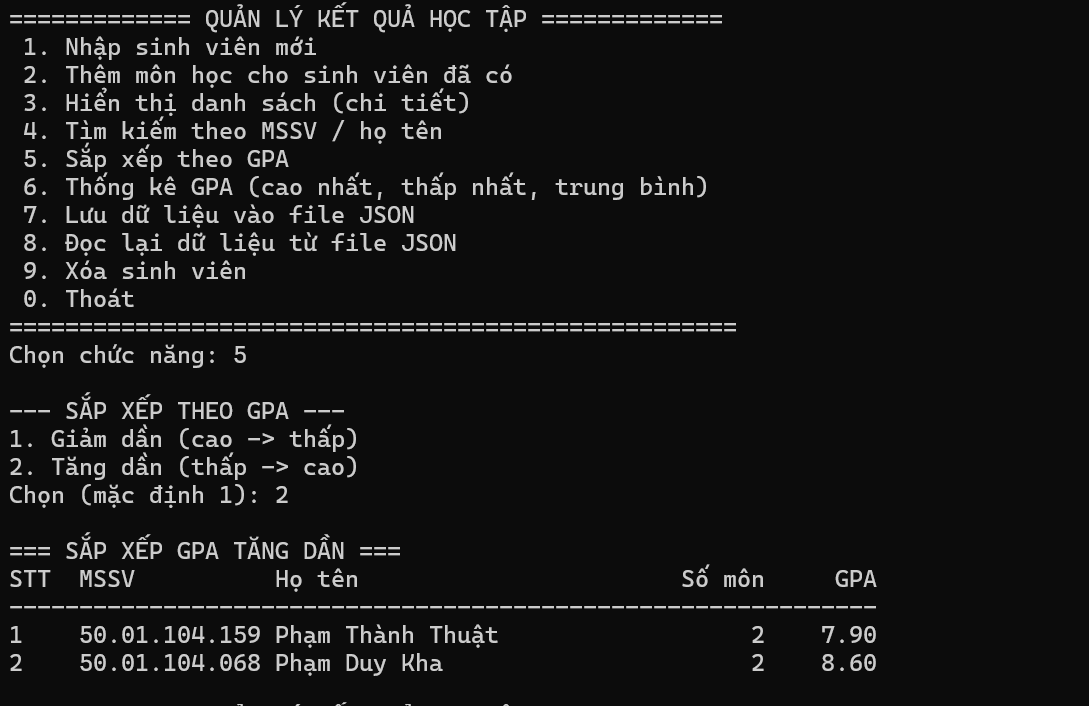 ============= QUẢN LÝ KẾT QUẢ HỌC TẬP =============
 1. Nhập sinh viên mới
 2. Thêm môn học cho sinh viên đã có
 3. Hiển thị danh sách (chi tiết)
 4. Tìm kiếm theo MSSV / họ tên
 5. Sắp xếp theo GPA
 6. Thống kê GPA (cao nhất, thấp nhất, trung bình)
 7. Lưu dữ liệu vào file JSON
 8. Đọc lại dữ liệu từ file JSON
 9. Xóa sinh viên
 0. Thoát
====================================================
Chọn chức năng: 5
--- SẮP XẾP THEO GPA ---
1. Giảm dần (cao -> thấp)
2. Tăng dần (thấp -> cao)
Chọn (mặc định 1): 2
=== SẮP XẾP GPA TĂNG DẦN ===
STT  MSSV          Họ tên                       Số môn     GPA
--------------------------------------------------------------
1    50.01.104.159 Phạm Thành Thuật                  2    7.90
2    50.01.104.068 Phạm Duy Kha                      2    8.60